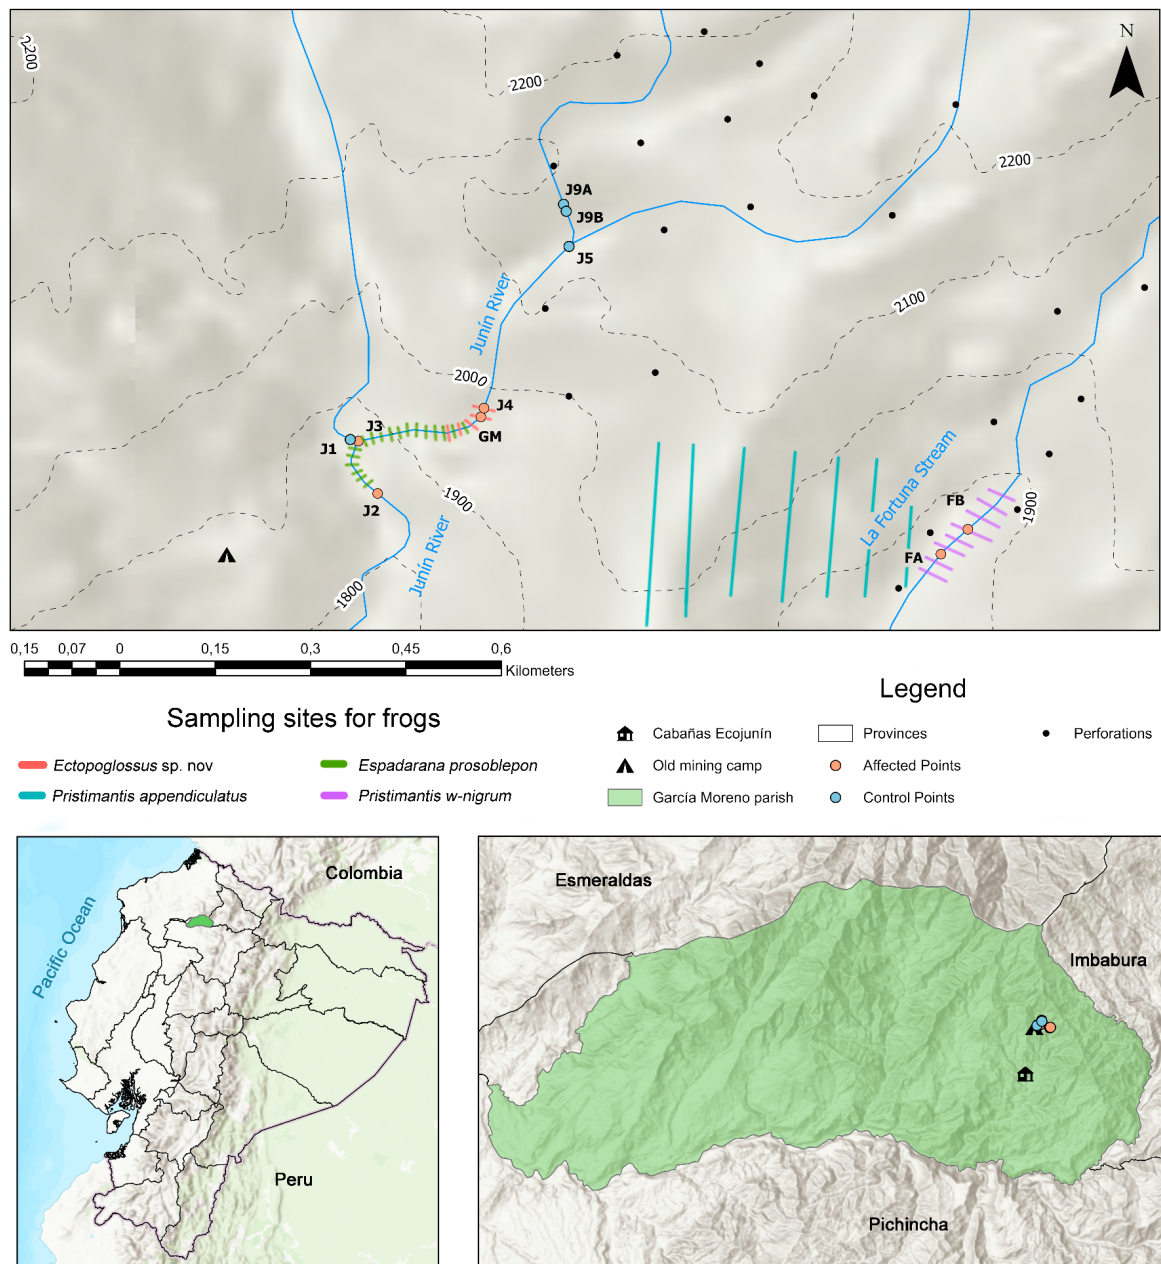 N
2200
2200
2200
J9A
J9B
J5
2100
Junín River
2000
J4
J3
GM
J1
J2
1900
La Fortuna Stream
FB
1900
FA
Junín River
1800
0,15 0,07 0 0,15 0,3 0,45 0,6
Kilometers
Sampling sites for frogs
Ectopoglossus sp. nov
Espadarana prosoblepon
Pristimantis appendiculatus
Pristimantis w-nigrum
Legend
Cabañas Ecojunín
Provinces
Perforations
Old mining camp
Affected Points
García Moreno parish
Control Points
Colombia
Pacific Ocean
Peru
Esmeraldas
Imbabura
Pichincha